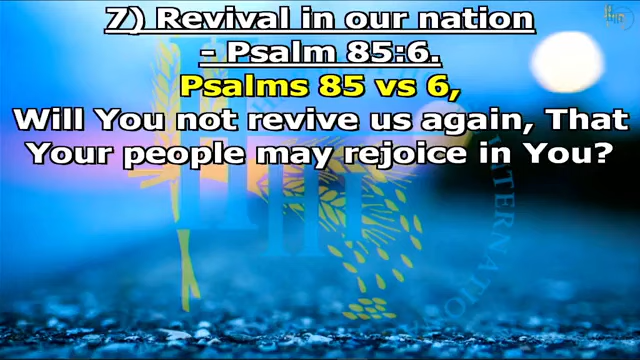 7) Revival in our nation
- Psalm 85:6.
Psalms 85 vs 6,
Will You not revive us again, That
Your people may rejoice in You?